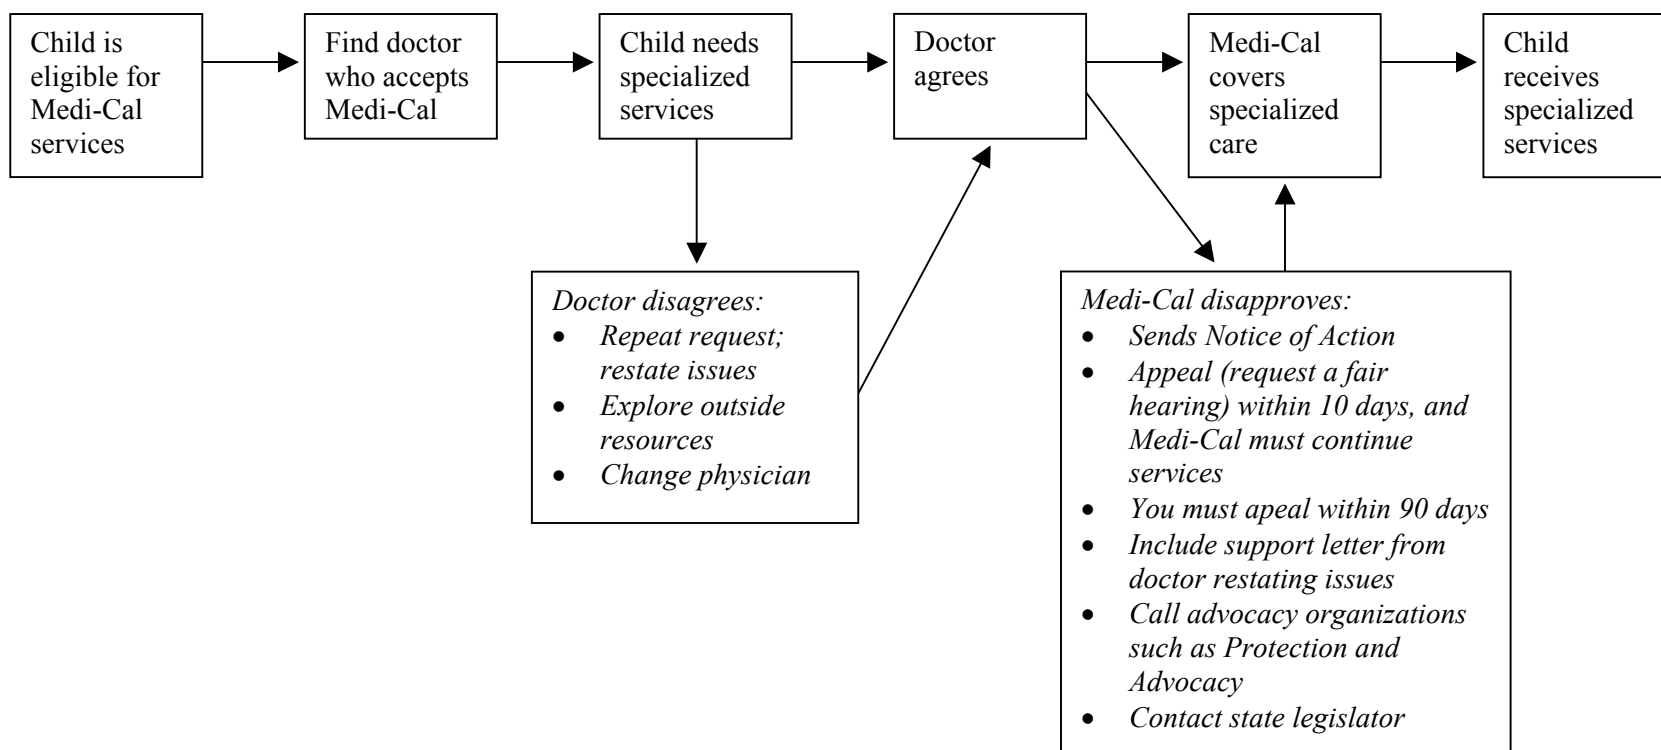 Child is
eligible for
Medi-Cal
services
Find doctor
who accepts
Medi-Cal
Child needs
specialized
services
Doctor
agrees
Medi-Cal
covers
specialized
care
Child
receives
specialized
services
Doctor disagrees:
• Repeat request;
restate issues
• Explore outside
resources
• Change physician
Medi-Cal disapproves:
• Sends Notice of Action
• Appeal (request a fair
hearing) within 10 days, and
Medi-Cal must continue
services
• You must apeal within 90 days
• Include support letter from
doctor restating issues
• Call advocacy organizations
such as Protection and
Advocacy
• Contact state legislator